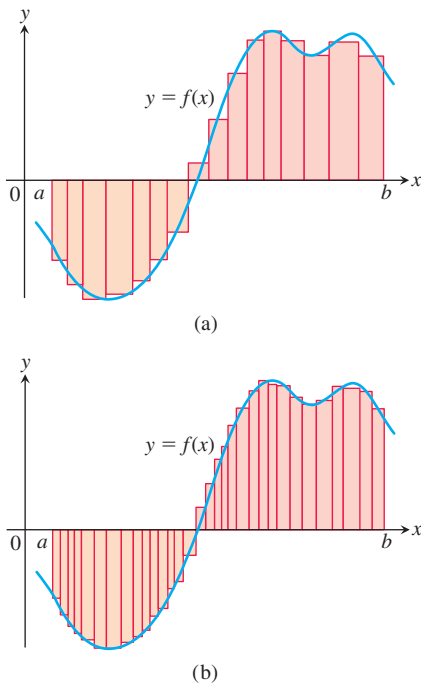 y
y = f(x)
0 a b x
(a)
y
y = f(x)
0 a b x
(b)